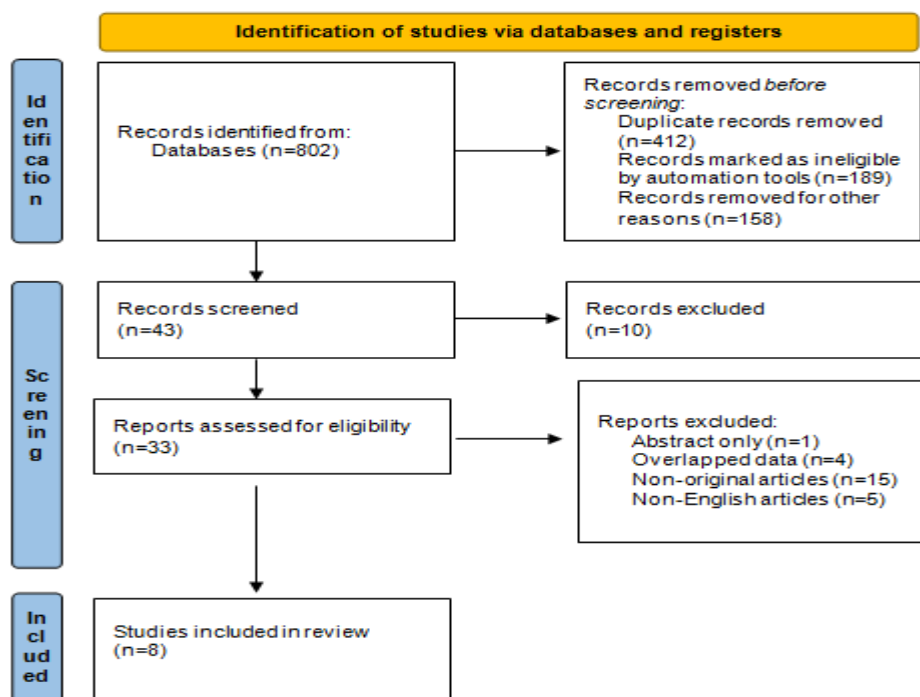 Identification of studies via databases and registers
Id
en
tifi
ca
tio
n
Records identified from:
Databases (n=802)
Records removed before
screening:
Duplicate records removed
(n=412)
Records marked as ineligible
by automation tools (n=189)
Records removed for other
reasons (n=158)
Sc
re
en
in
g
Records screened
(n=43)
Records excluded
(n=10)
Reports assessed for eligibility
(n=33)
Reports excluded:
Abstract only (n=1)
Overlapped data (n=4)
Non-original articles (n=15)
Non-English articles (n=5)
In
cl
ud
ed
Studies included in review
(n=8)